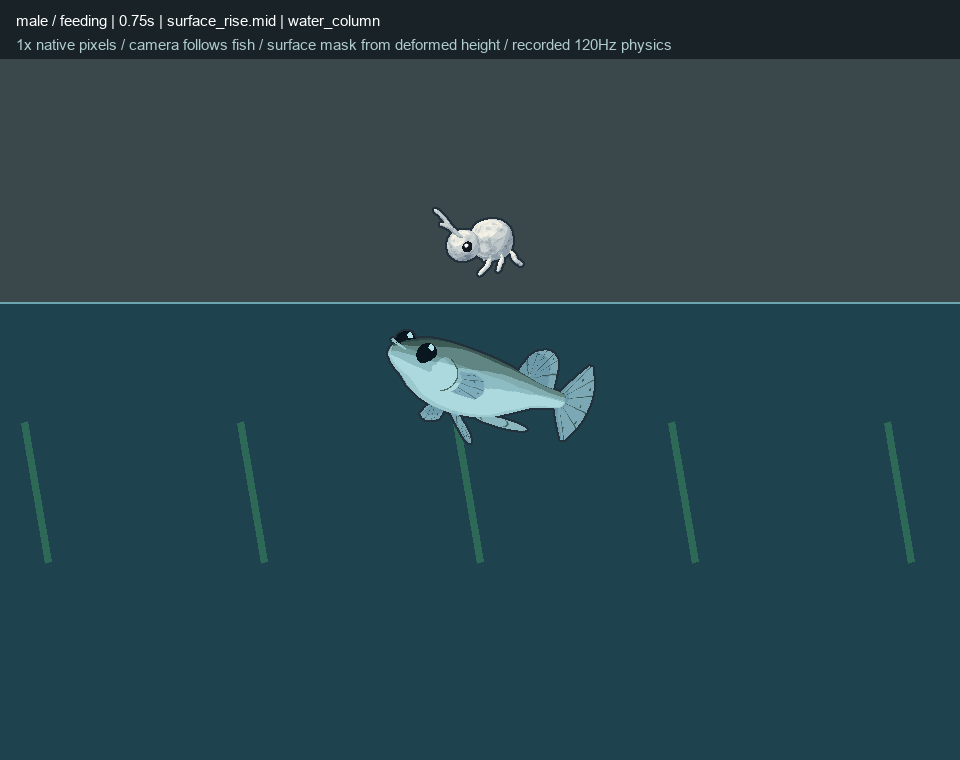 male / feeding | 0.75s | surface_rise.mid | water_column
1x native pixels / camera follows fish / surface mask from deformed height / recorded 120Hz physics